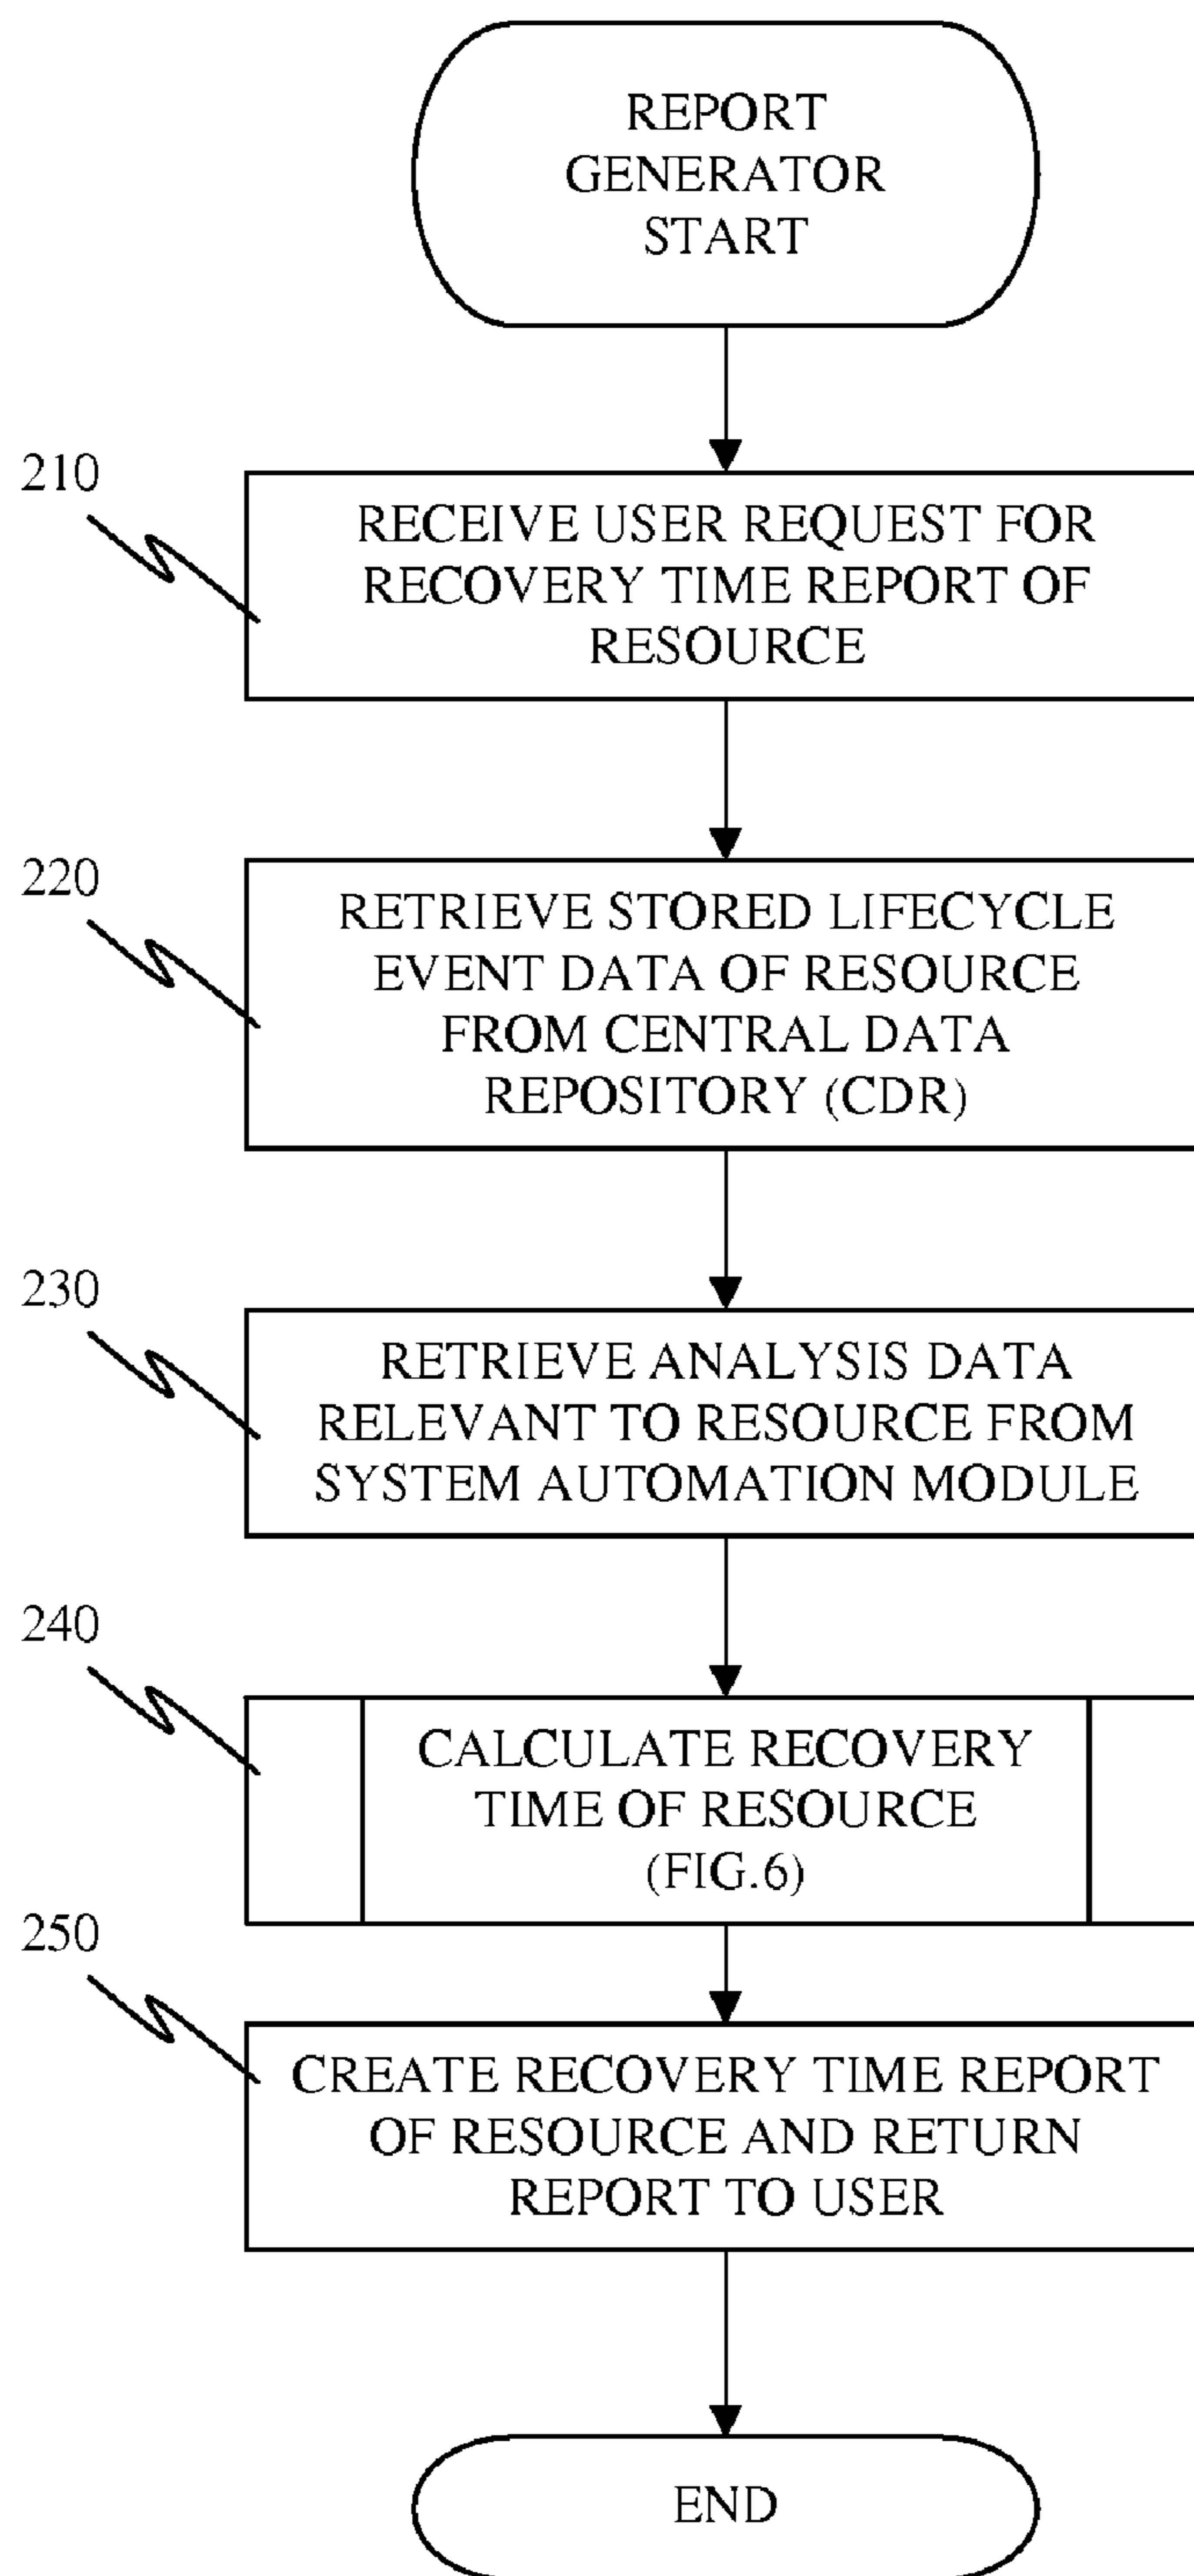 REPORT
GENERATOR
START
210
RECEIVE USER REQUEST FOR
RECOVERY TIME REPORT OF
RESOURCE
220
RETRIEVE STORED LIFECYCLE
EVENT DATA OF RESOURCE
FROM CENTRAL DATA
REPOSITORY (CDR)
230
RETRIEVE ANALYSIS DATA
RELEVANT TO RESOURCE FROM
SYSTEM AUTOMATION MODULE
240
CALCULATE RECOVERY
TIME OF RESOURCE
(FIG.6)
250
CREATE RECOVERY TIME REPORT
OF RESOURCE AND RETURN
REPORT TO USER
END